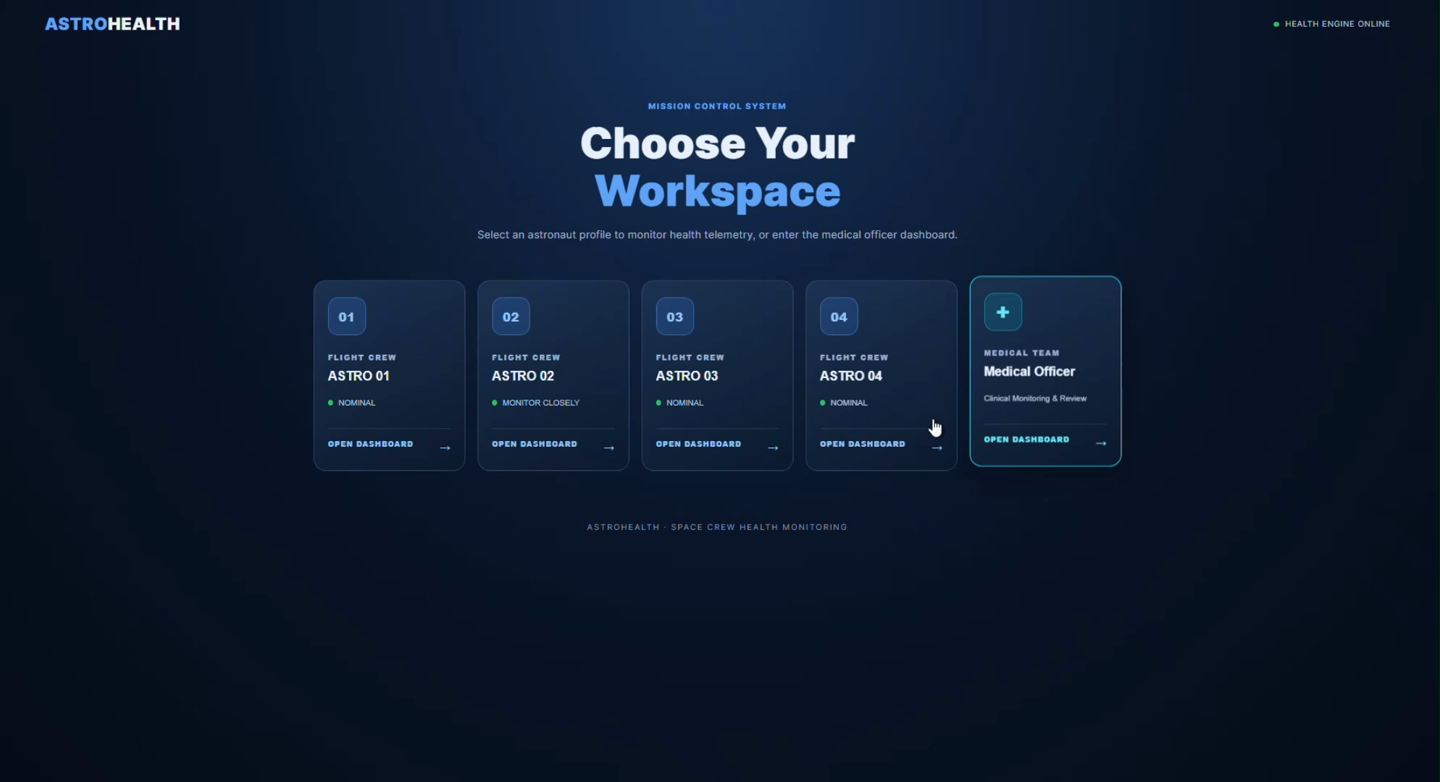 ASTROHEALTH
HEALTH ENGINE ONLINE
MISSION CONTROL SYSTEM
Choose Your
Workspace
Select an astronaut profile to monitor health telemetry, or enter the medical officer dashboard.
01
FLIGHT CREW
ASTRO 01
NOMINAL
OPEN DASHBOARD →
02
FLIGHT CREW
ASTRO 02
MONITOR CLOSELY
OPEN DASHBOARD →
03
FLIGHT CREW
ASTRO 03
NOMINAL
OPEN DASHBOARD →
04
FLIGHT CREW
ASTRO 04
NOMINAL
OPEN DASHBOARD →
+
MEDICAL TEAM
Medical Officer
Clinical Monitoring & Review
OPEN DASHBOARD →
ASTROHEALTH · SPACE CREW HEALTH MONITORING